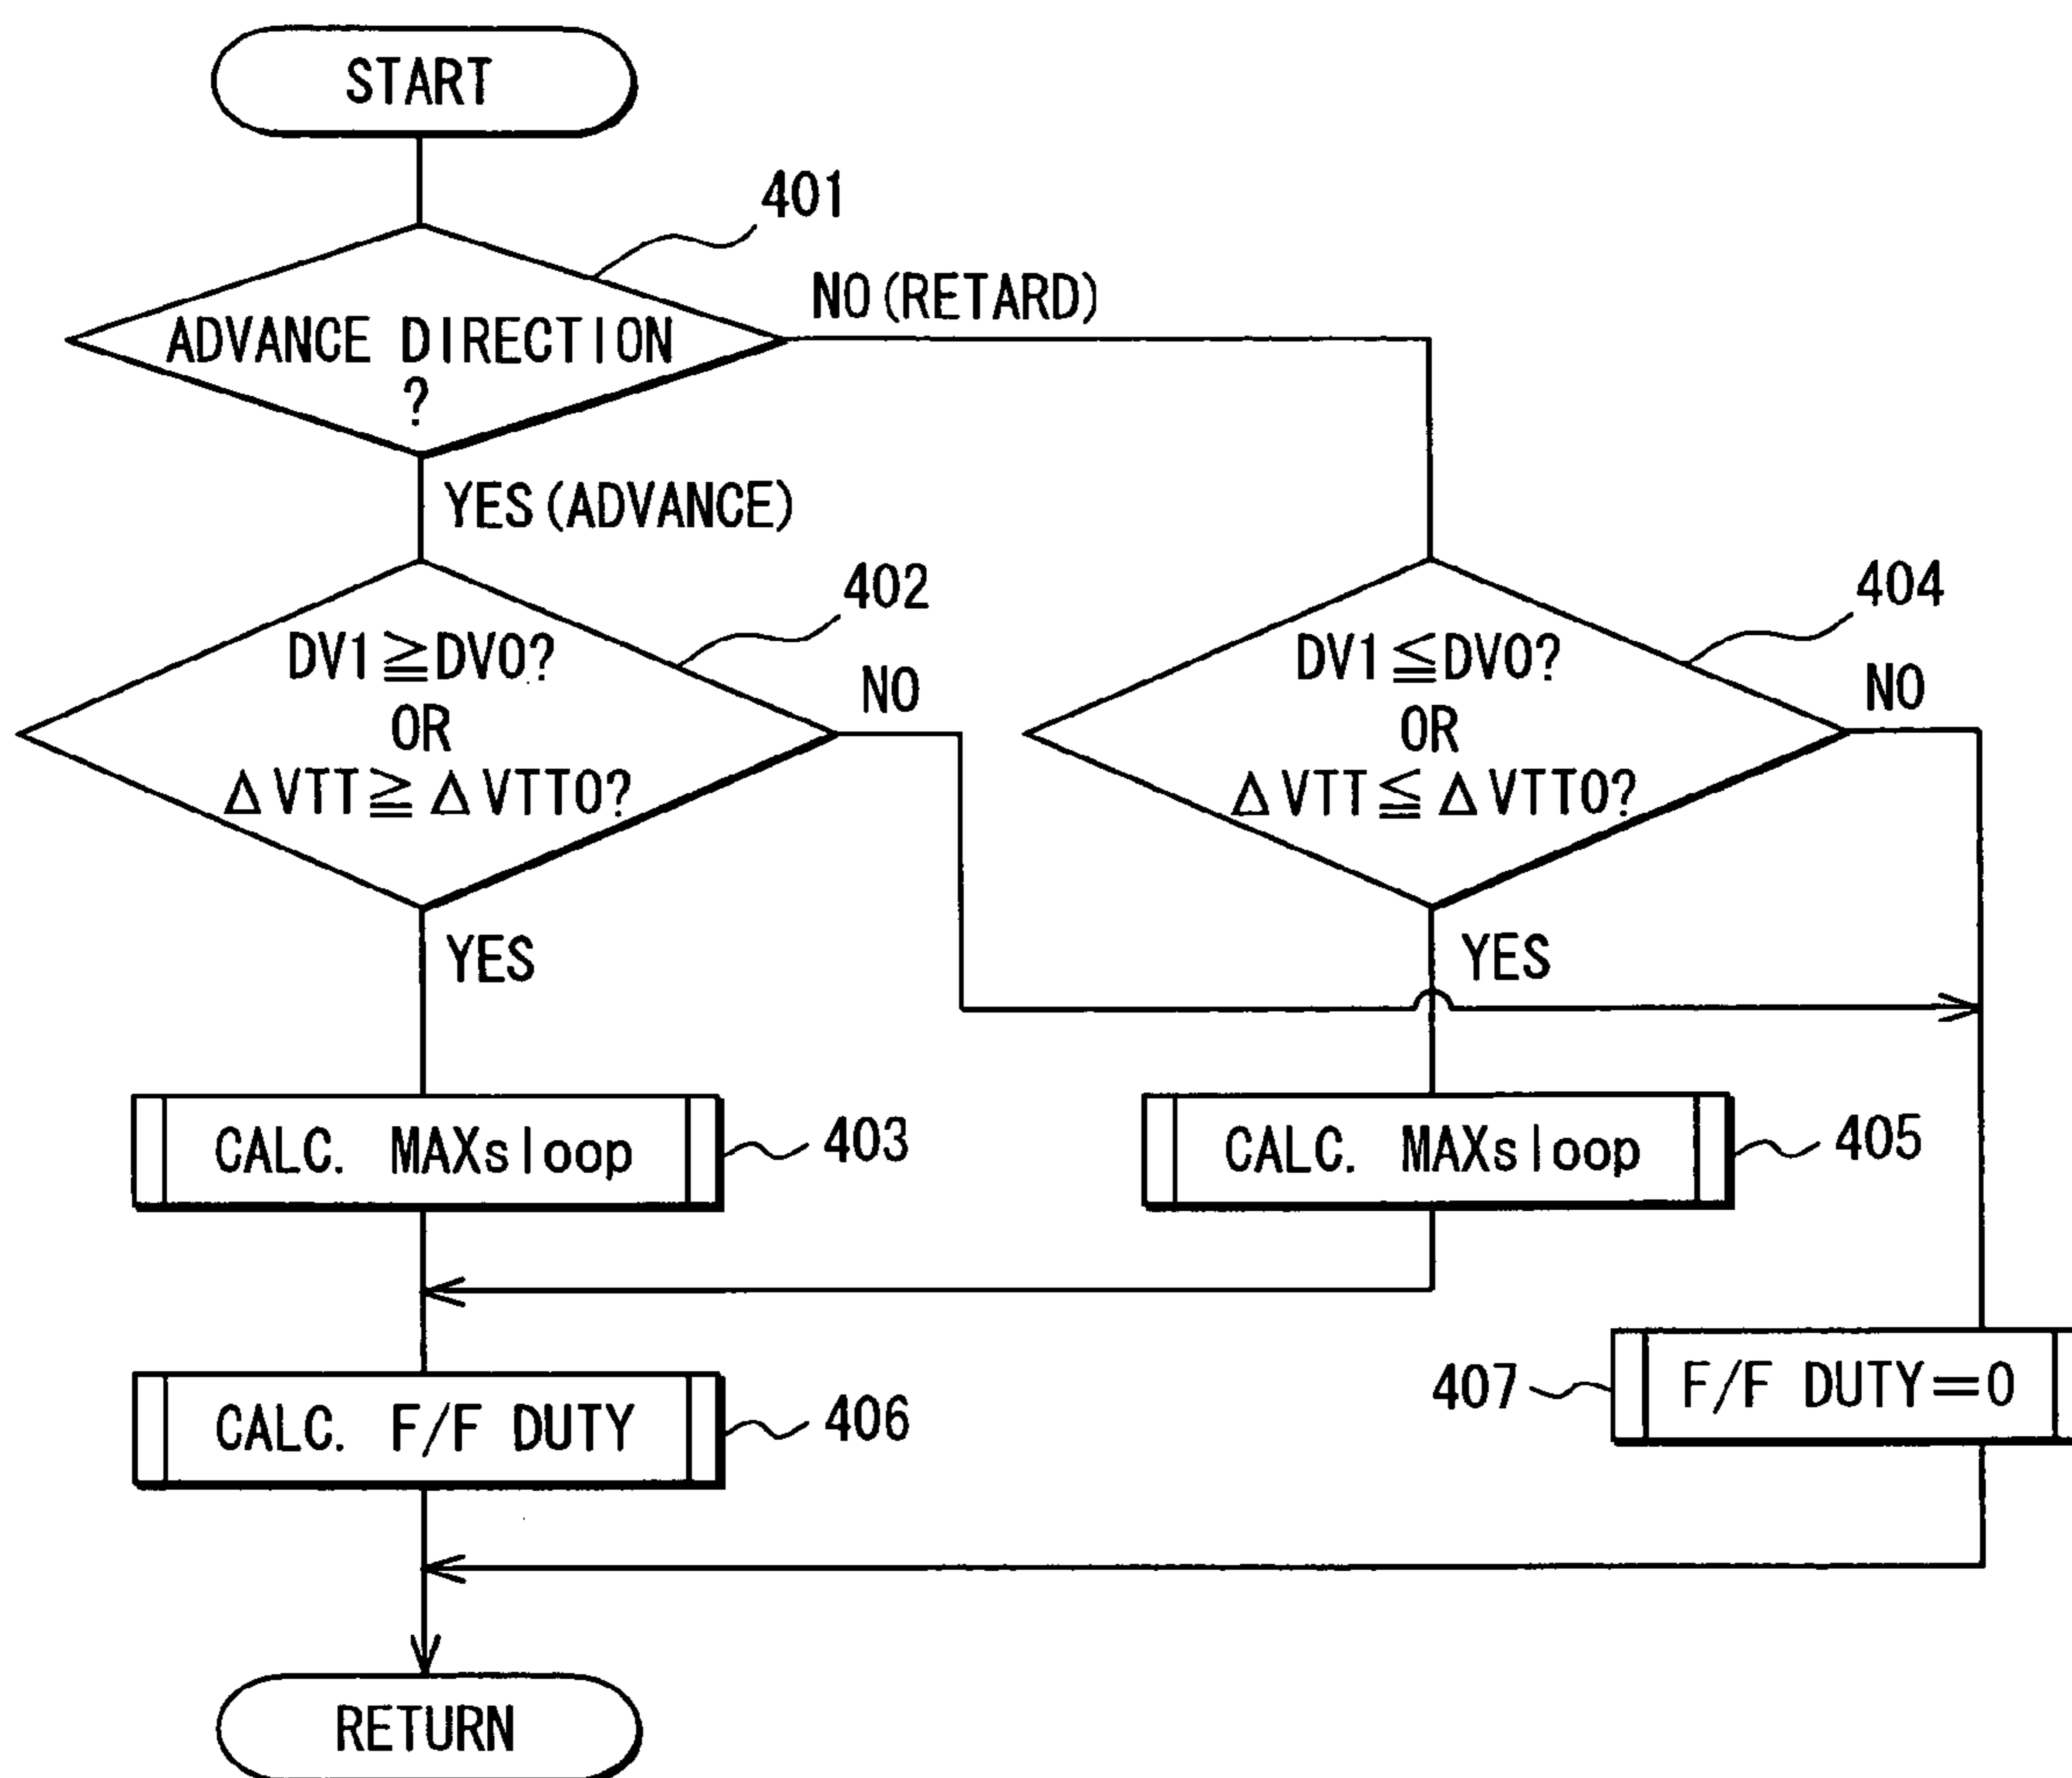 START
401
NO(RETARD)
ADVANCE DIRECTION
?
YES(ADVANCE)
402
DV1≧DV0?
OR
ΔVTT≧ΔVTT0?
NO
404
DV1≦DV0?
OR
ΔVTT≦ΔVTT0?
NO
YES
YES
CALC. MAXsloop
403
CALC. MAXsloop
405
CALC. F/F DUTY
406
407
F/F DUTY=0
RETURN